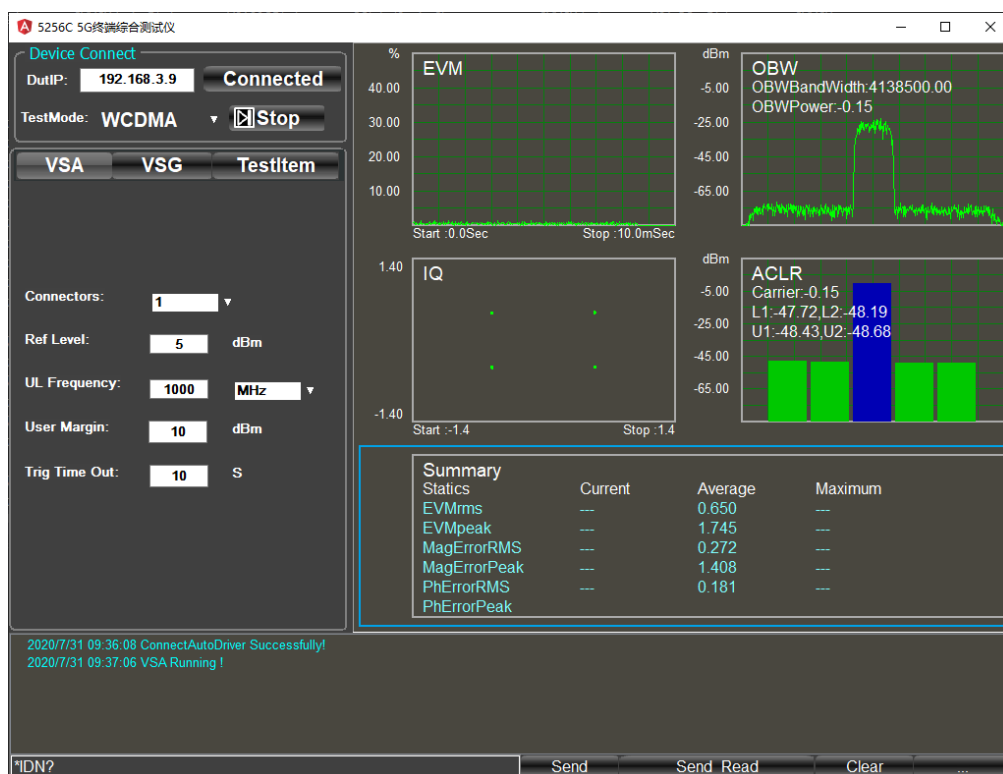 5256C 5G终端综合测试仪
Device Connect
DutIP: 192.168.3.9 Connected
TestMode: WCDMA Stop
VSA VSG TestItem
Connectors: 1
Ref Level: 5 dBm
UL Frequency: 1000 MHz
User Margin: 10 dBm
Trig Time Out: 10 S
%
EVM
40.00
30.00
20.00
10.00
Start :0.0Sec Stop :10.0mSec
dBm
OBW
OBWBandWidth:4138500.00
OBWPower:-0.15
-5.00
-25.00
-45.00
-65.00
1.40
IQ
-1.40
Start :-1.4 Stop :1.4
dBm
ACLR
Carrier:-0.15
L1:-47.72,L2:-48.19
U1:-48.43,U2:-48.68
-5.00
-25.00
-45.00
-65.00
Summary
Statics Current Average Maximum
EVMrms --- 0.650 ---
EVMpeak --- 1.745 ---
MagErrorRMS --- 0.272 ---
MagErrorPeak --- 1.408 ---
PhErrorRMS --- 0.181 ---
PhErrorPeak
2020/7/31 09:36:08 ConnectAutoDriver Successfully!
2020/7/31 09:37:06 VSA Running !
*IDN? Send Send Read Clear ...